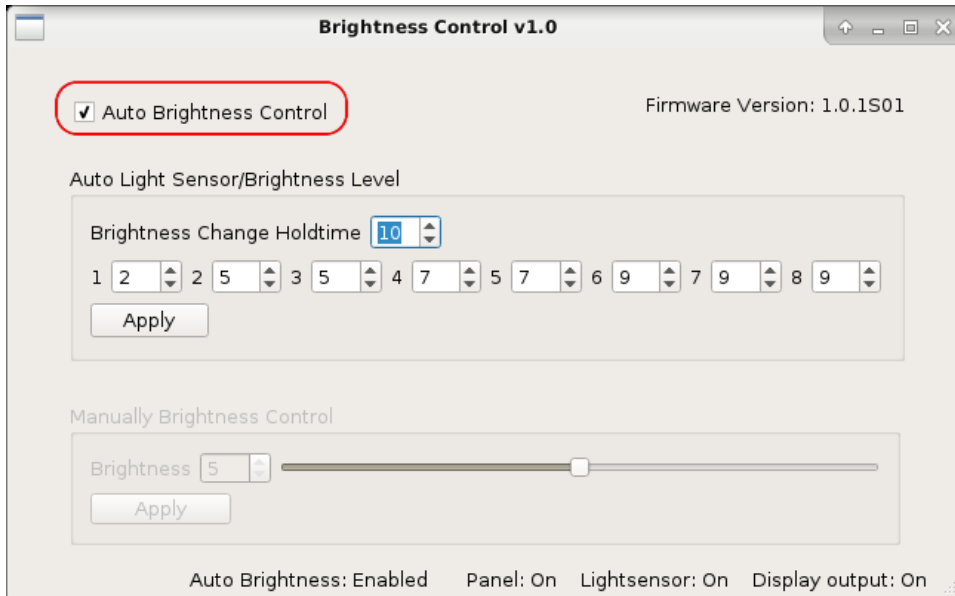 Brightness Control v1.0
Auto Brightness Control
Firmware Version: 1.0.1S01
Auto Light Sensor/Brightness Level
Brightness Change Holdtime 10
1 2 2 5 3 5 4 7 5 7 6 9 7 9 8 9
Apply
Manually Brightness Control
Brightness 5
Apply
Auto Brightness: Enabled Panel: On Lightsensor: On Display output: On